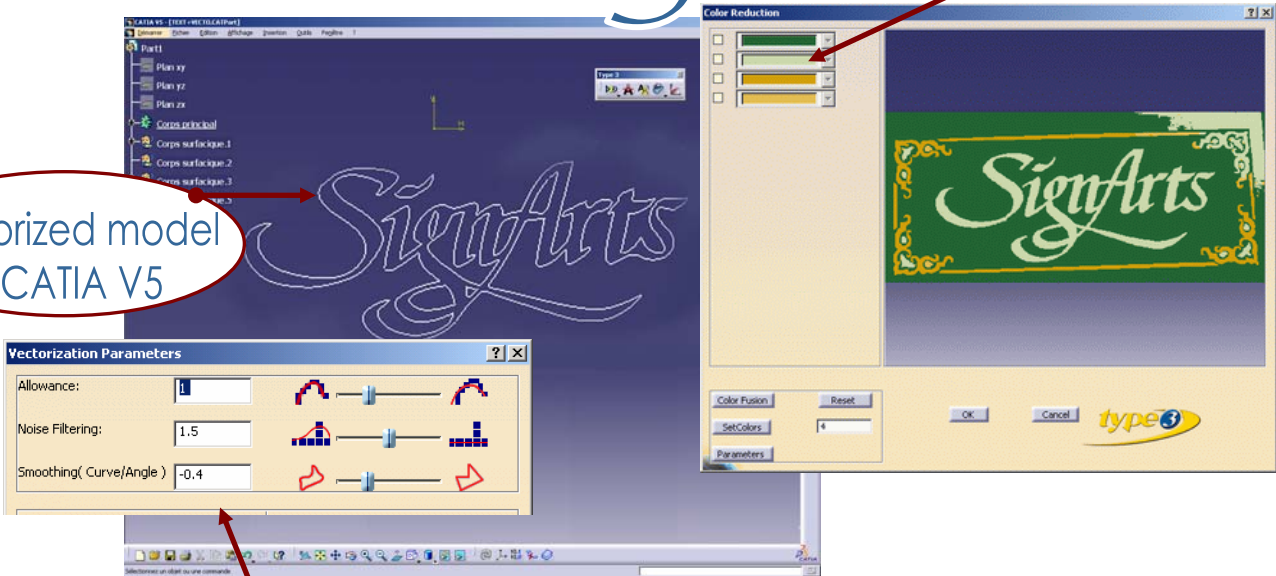 CATIA V5 - [TEXT+VECTO.CATPart]
Démarrer Fichier Edition Affichage Insertion Outils Fenêtre ?
Part1
Plan xy
Plan yz
Plan zx
Corps principal
Corps surfacique.1
Corps surfacique.2
Corps surfacique.3
ue.5
Type 3
SignArts
orized model
CATIA V5
Vectorization Parameters
Allowance: 1
Noise Filtering: 1.5
Smoothing( Curve/Angle ) -0.4
Sélectionnez un objet ou une commande
CATIA
Color Reduction
SignArts
Color Fusion Reset
SetColors 4
Parameters
OK Cancel
type3